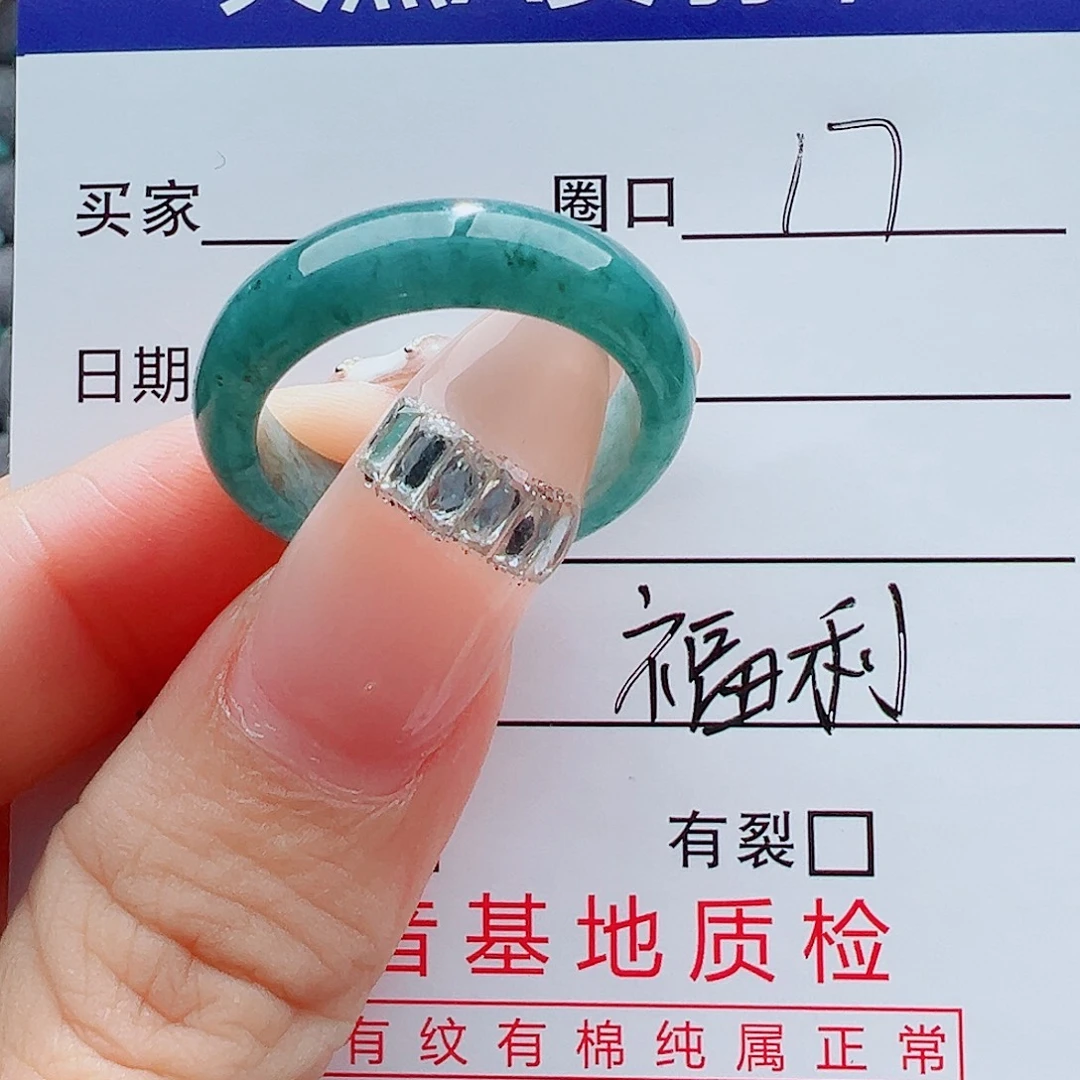 买家 圈口 17
日期
福利
有裂
基地质检
有纹有棉纯属正常